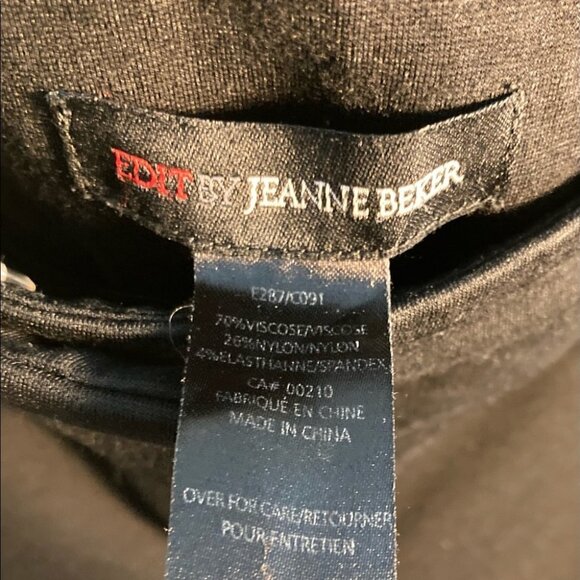 EDIT BY JEANNE BEKER
E287/C091
70%VISCOSE/VISCOSE
26%NYLON/NYLON
4%ELASTHANNE/SPANDEX
CA# 00210
FABRIQUÉ EN CHINE
MADE IN CHINA
OVER FOR CARE/RETOURNER
POUR ENTRETIEN